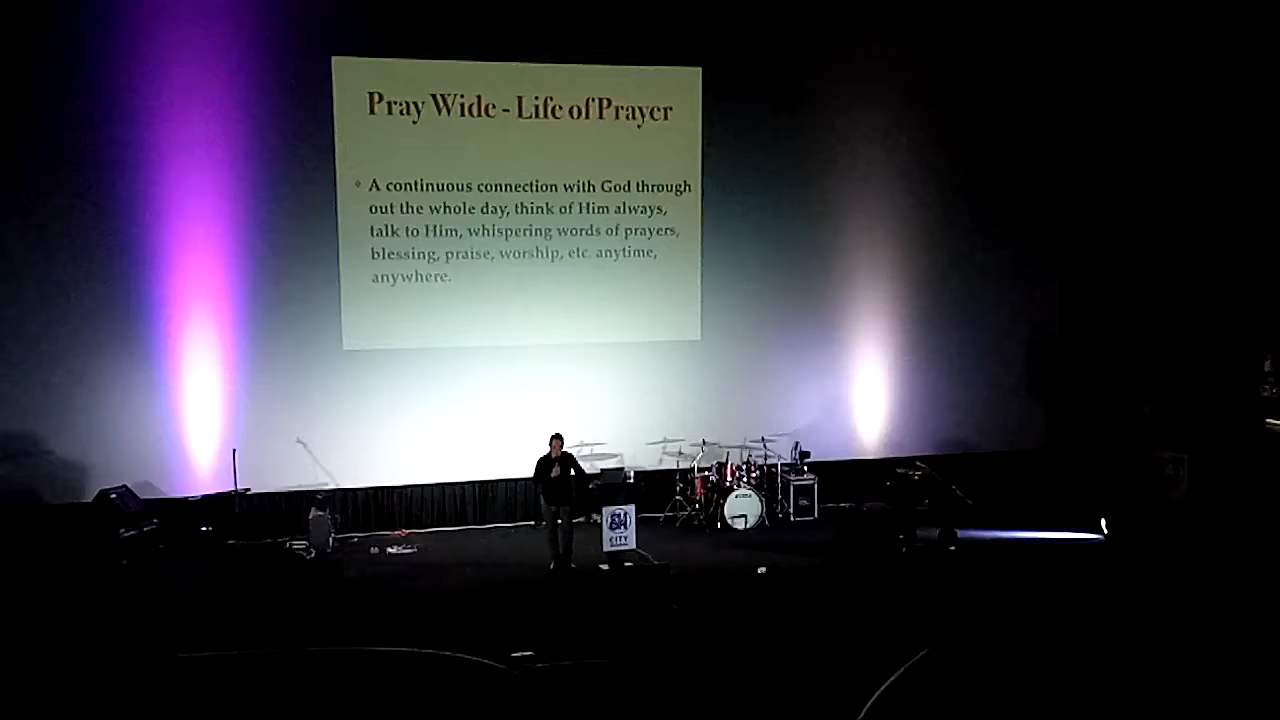 Pray Wide - Life of Prayer
A continuous connection with God through
out the whole day, think of Him always,
talk to Him, whispering words of prayers,
blessing, praise, worship, etc. anytime,
anywhere.
SM
CITY